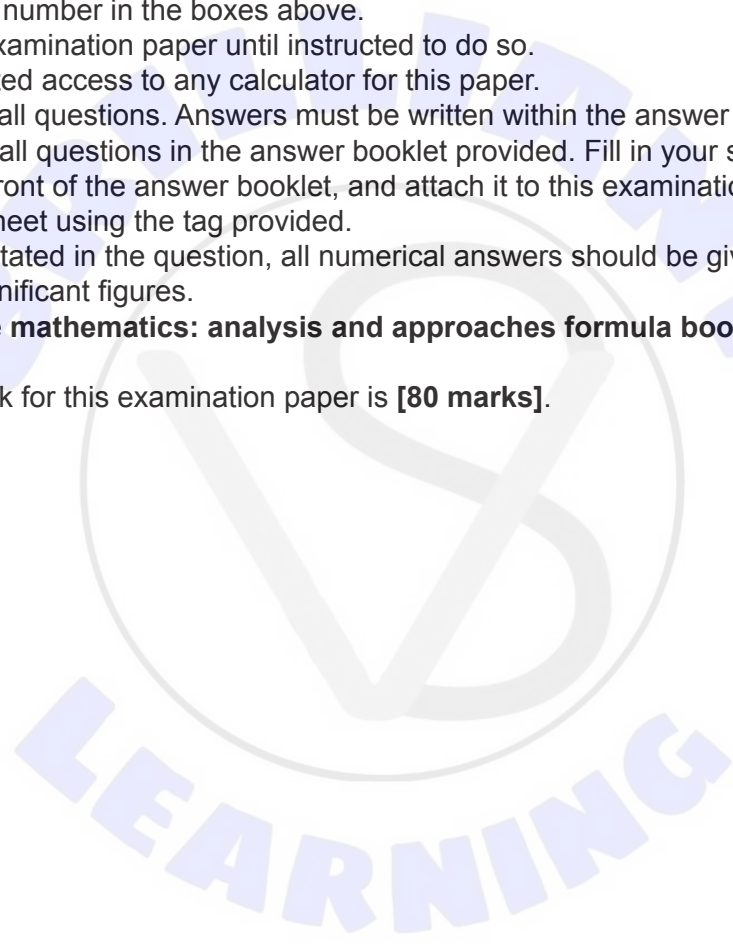 number in the boxes above.
xamination paper until instructed to do so.
ted access to any calculator for this paper.
all questions. Answers must be written within the answer
all questions in the answer booklet provided. Fill in your s
ront of the answer booklet, and attach it to this examinatio
heet using the tag provided.
tated in the question, all numerical answers should be giv
nificant figures.
e mathematics: analysis and approaches formula boo
k for this examination paper is [80 marks].
BRILLIANT
VS
LEARNING